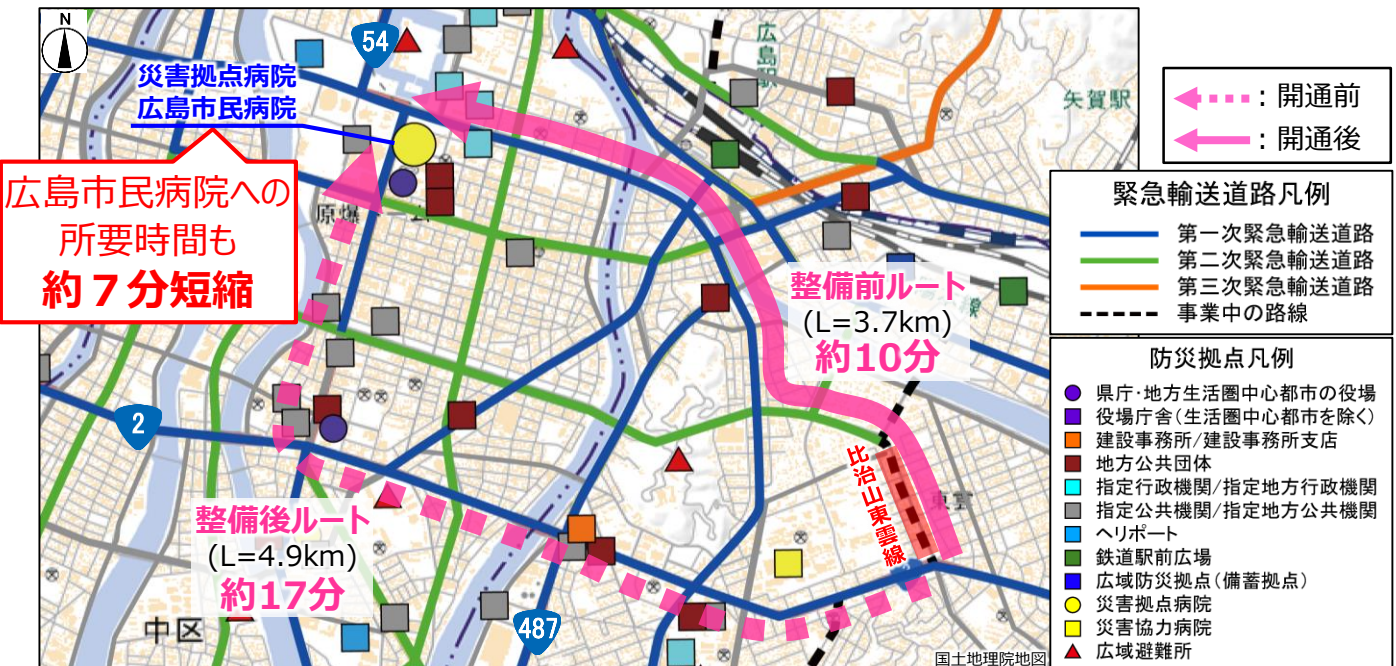 N
54
広島駅
矢賀駅
災害拠点病院
広島市民病院
広島市民病院への
所要時間も
約７分短縮
原爆
整備前ルート
(L=3.7km)
約10分
線
2
比治山東雲線
東雲
整備後ルート
(L=4.9km)
約17分
中区
487
国土地理院地図
：開通前
：開通後
緊急輸送道路凡例
第一次緊急輸送道路
第二次緊急輸送道路
第三次緊急輸送道路
事業中の路線
防災拠点凡例
県庁・地方生活圏中心都市の役場
役場庁舎（生活圏中心都市を除く）
建設事務所/建設事務所支店
地方公共団体
指定行政機関/指定地方行政機関
指定公共機関/指定地方公共機関
ヘリポート
鉄道駅前広場
広域防災拠点（備蓄拠点）
災害拠点病院
災害協力病院
広域避難所